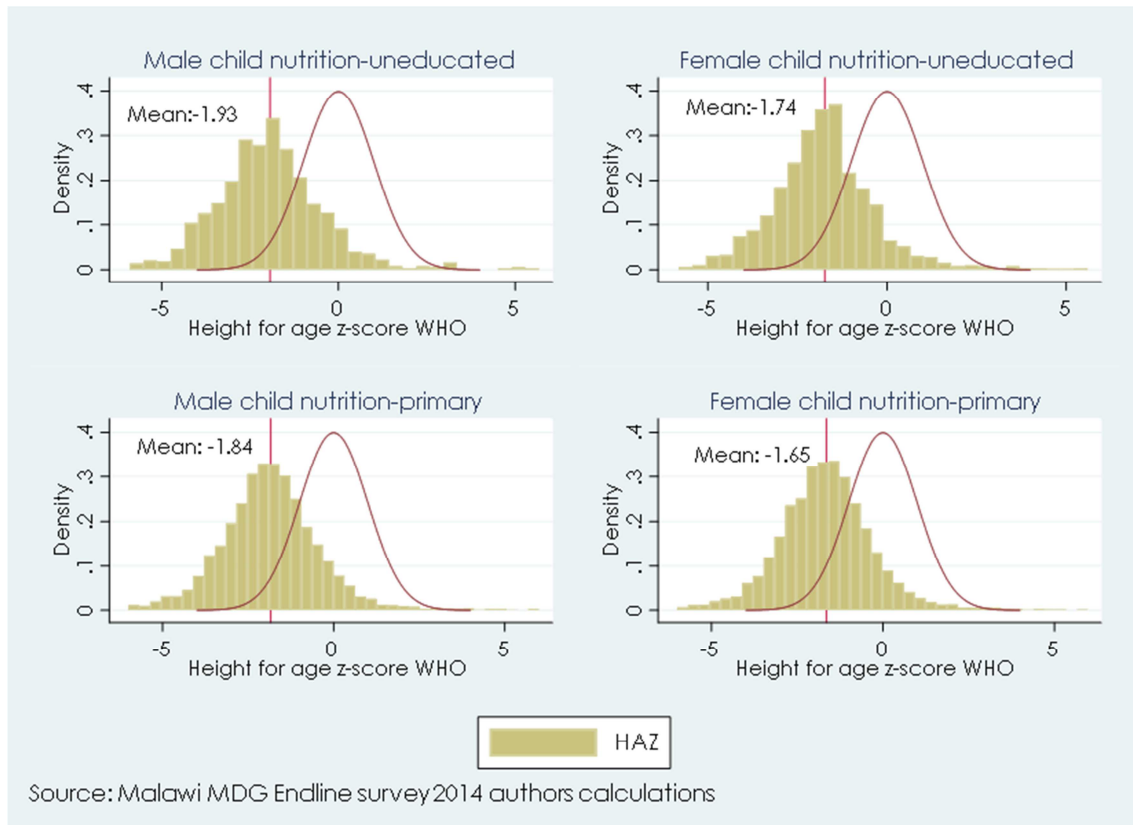 Male child nutrition-uneducated
Mean:-1.93
Density
0 .1 .2 .3 .4
-5 0 5
Height for age z-score WHO
Female child nutrition-uneducated
Mean:-1.74
Density
0 .1 .2 .3 .4
-5 0 5
Height for age z-score WHO
Male child nutrition-primary
Mean: -1.84
Density
0 .1 .2 .3 .4
-5 0 5
Height for age z-score WHO
Female child nutrition-primary
Mean: -1.65
Density
0 .1 .2 .3 .4
-5 0 5
Height for age z-score WHO
HAZ
Source: Malawi MDG Endline survey2014 authors calculations